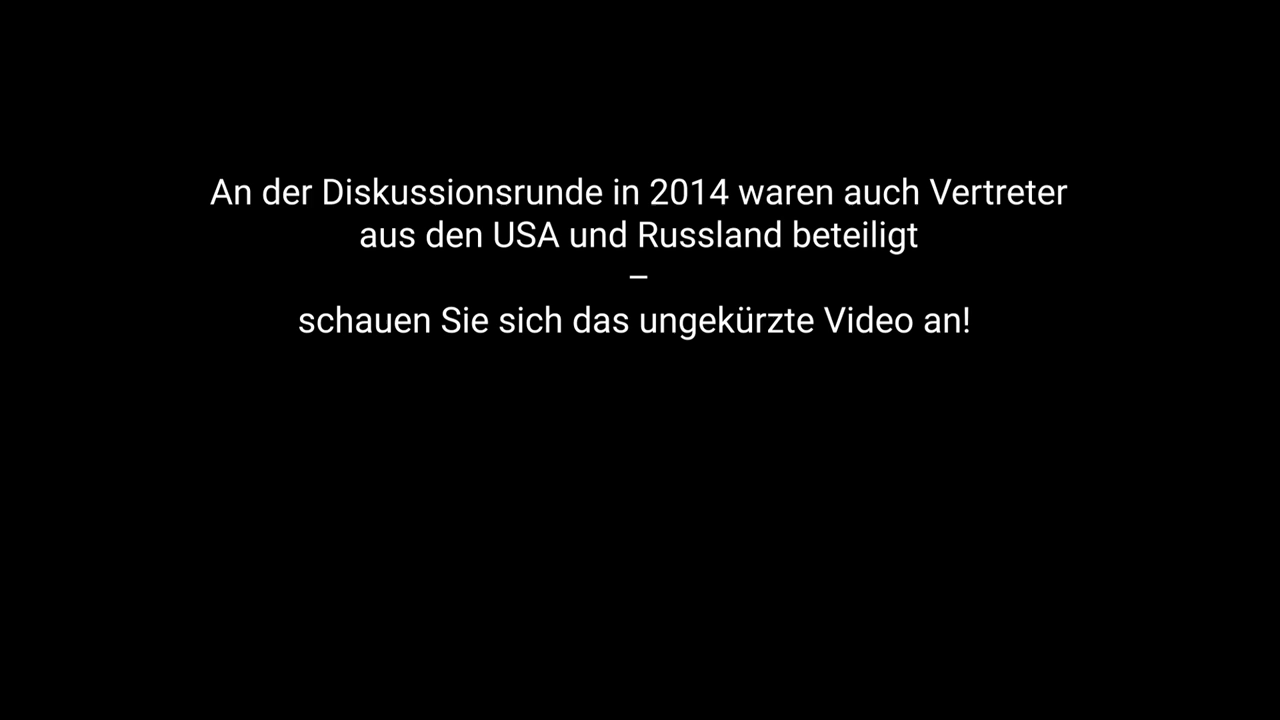 An der Diskussionsrunde in 2014 waren auch Vertreter
aus den USA und Russland beteiligt
–
schauen Sie sich das ungekürzte Video an!